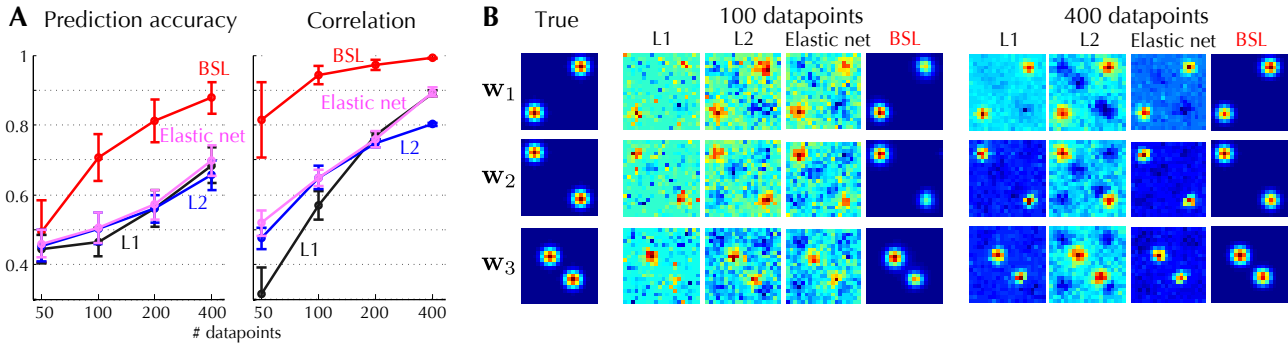 A
Prediction accuracy
Correlation
1
0.8
0.6
0.4
BSL
Elastic net
L2
L1
50 100 200 400
BSL
Elastic net
L2
L1
50 100 200 400
# datapoints
B
True
100 datapoints
400 datapoints
L1 L2 Elastic net BSL
L1 L2 Elastic net BSL
w1
w2
w3